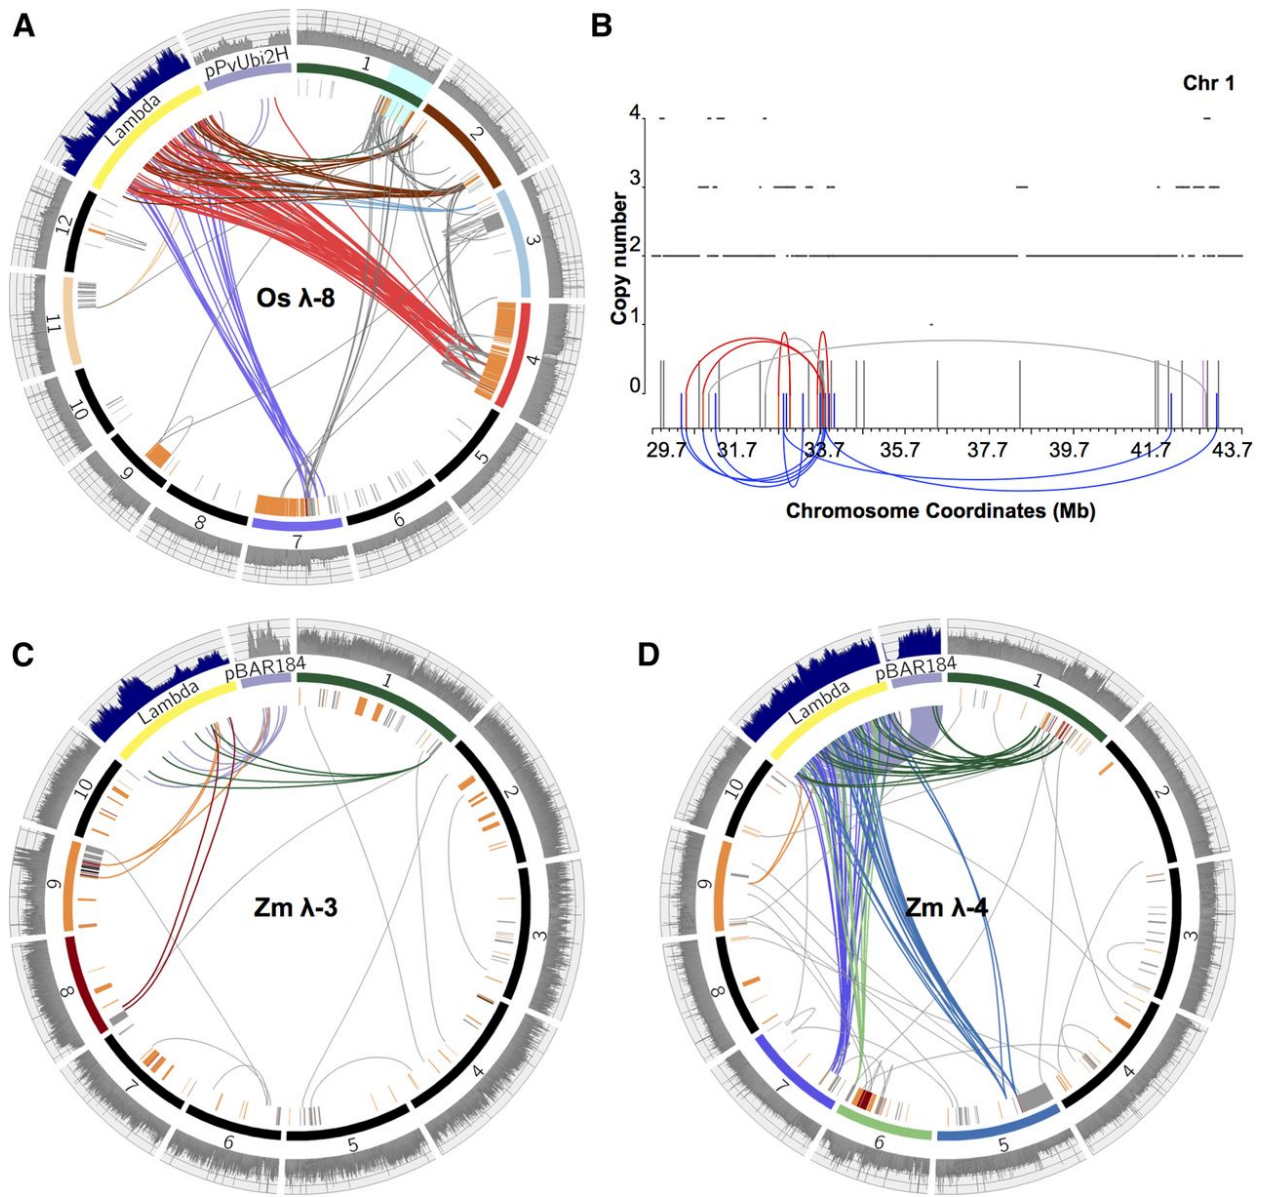 A
pPvUbi2H
Lambda
1
2
3
4
5
6
7
8
9
10
11
12
Os λ-8
B
Chr 1
Copy number
4
3
2
1
0
29.7 31.7 33.7 35.7 37.7 39.7 41.7 43.7
Chromosome Coordinates (Mb)
C
pBAR184
Lambda
1
2
3
4
5
6
7
8
9
10
Zm λ-3
D
pBAR184
Lambda
1
2
3
4
5
6
7
8
9
10
Zm λ-4